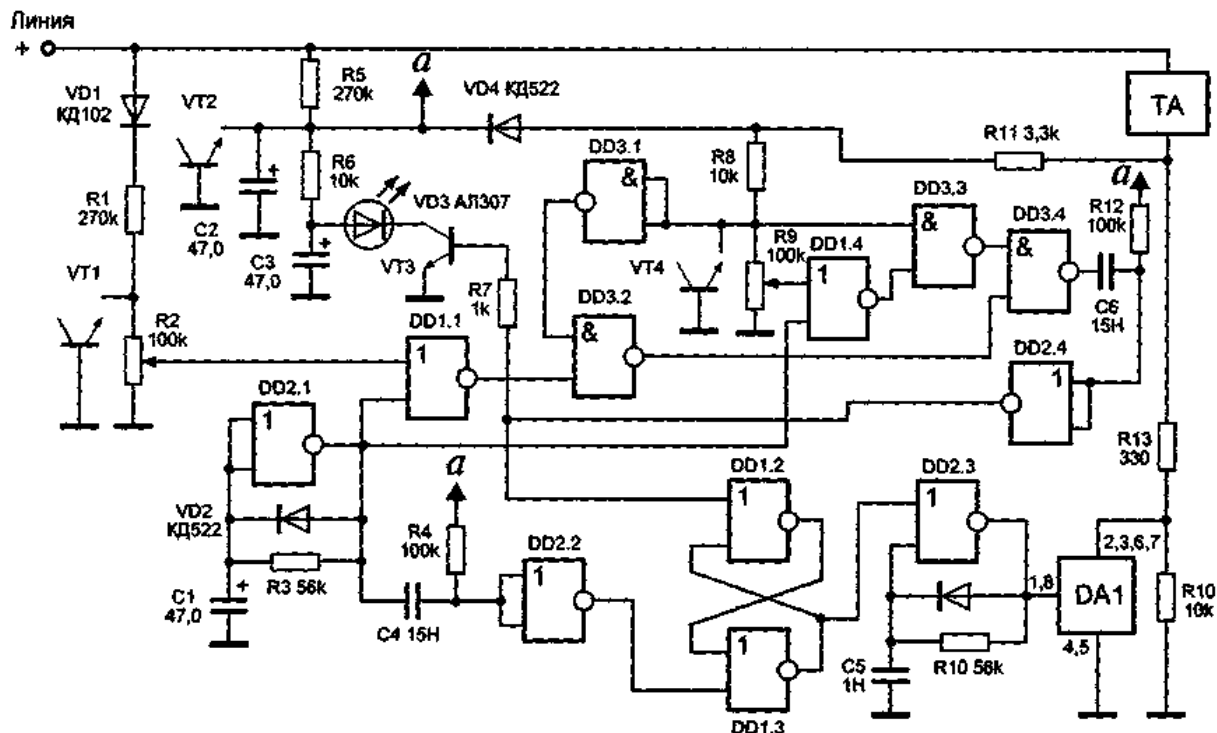 Линия
+
R5
270k
a
VD1
КД102
VT2
VD4 КД522
TA
R11 3,3k
DD3.1
&
R8
10k
R6
10k
a
R12
100k
DD3.3
&
DD3.4
&
R1
270k
VD3 АЛ307
C2
47,0
+
C3
47,0
+
VT3
VT4
R9
100k
DD1.4
1
C6
15Н
VT1
R2
100k
R7
1k
DD3.2
&
DD1.1
1
DD2.4
1
DD2.1
1
R13
330
a
DD1.2
1
DD2.3
1
VD2
КД522
R4
100k
DD2.2
1
2,3,6,7
R3 56k
1,8
DA1
R10
10k
C1
47,0
+
C4 15Н
4,5
1
C5
1Н
R10 56k
DD1.3